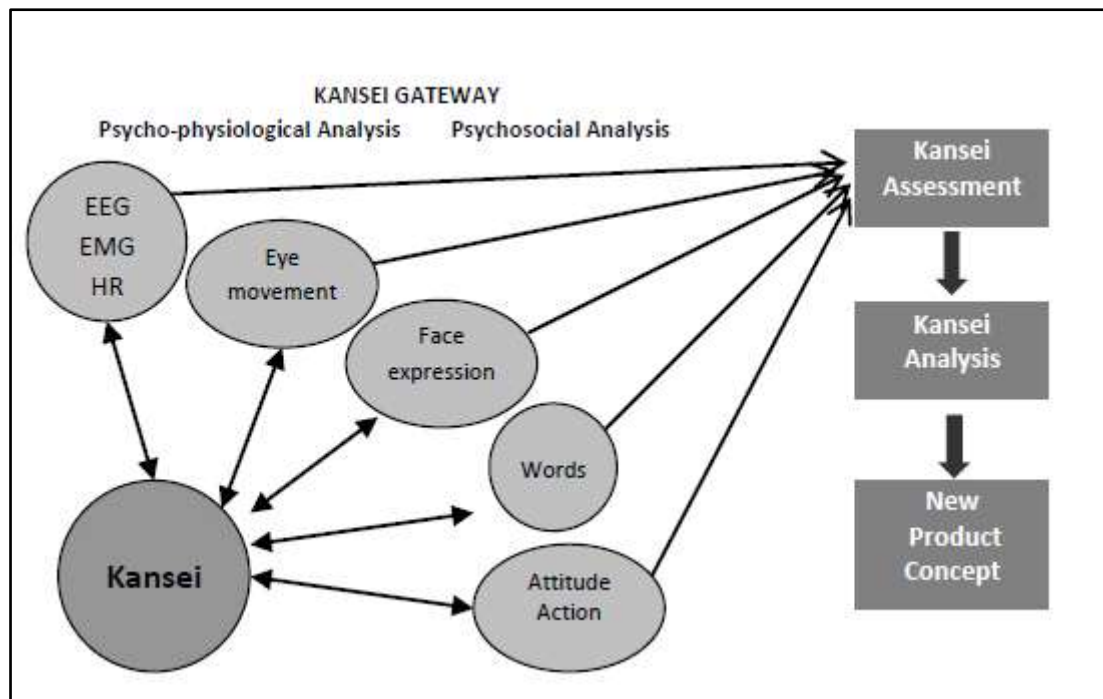 KANSEI GATEWAY
Psycho-physiological Analysis Psychosocial Analysis
EEG
EMG
HR
Eye
movement
Face
expression
Words
Attitude
Action
Kansei
Kansei
Assessment
Kansei
Analysis
New
Product
Concept